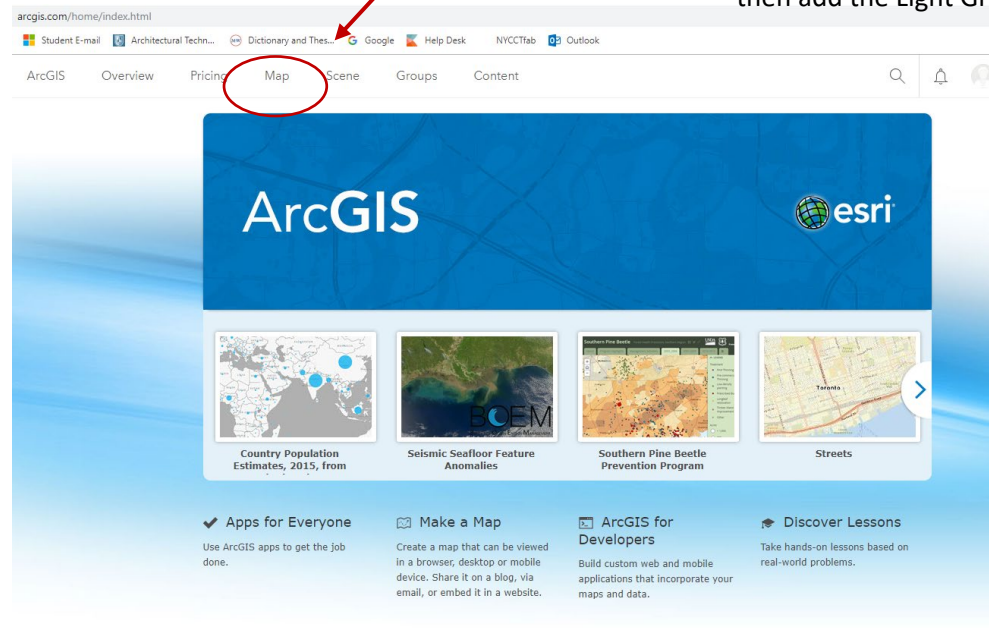 then add the Light Gr
arcgis.com/home/index.html
Student E-mail Architectural Techn... Dictionary and Thes... Google Help Desk NYCCTfab Outlook
ArcGIS Overview Pricing Map Scene Groups Content
ArcGIS
esri
Southern Pine Beetle
BOEM
Toronto
Country Population
Estimates, 2015, from
Seismic Seafloor Feature
Anomalies
Southern Pine Beetle
Prevention Program
Streets
Apps for Everyone
Use ArcGIS apps to get the job
done.
Make a Map
Create a map that can be viewed
in a browser, desktop or mobile
device. Share it on a blog, via
email, or embed it in a website.
ArcGIS for
Developers
Build custom web and mobile
applications that incorporate your
maps and data.
Discover Lessons
Take hands-on lessons based on
real-world problems.